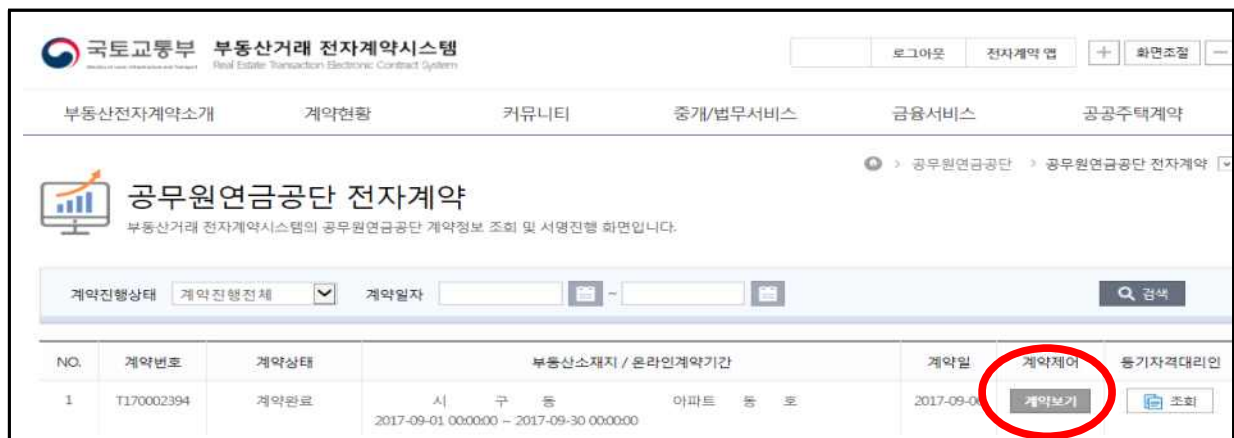 국토교통부 부동산거래 전자계약시스템
Real Estate Transaction Electronic Contract System
로그아웃 전자계약 앱 + 화면조절 —
부동산전자계약소개 계약현황 커뮤니티 중개/법무서비스 금융서비스 공공주택계약
> 공무원연금공단 > 공무원연금공단 전자계약
공무원연금공단 전자계약
부동산거래 전자계약시스템의 공무원연금공단 계약정보 조회 및 서명진행 화면입니다.
계약진행상태 계약진행전체 계약일자 ~ 검색
NO. 계약번호 계약상태 부동산소재지 / 온라인계약기간 계약일 계약제어 등기자격대리인
1 T170002394 계약완료 시 구 동 아파트 동 호 계약보기 조회
2017-09-01 00:00:00 ~ 2017-09-30 00:00:00